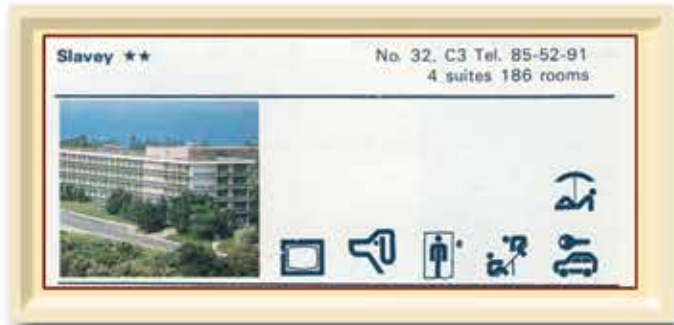 Slavey ★★
No. 32, C3 Tel. 85-52-91
4 suites 186 rooms